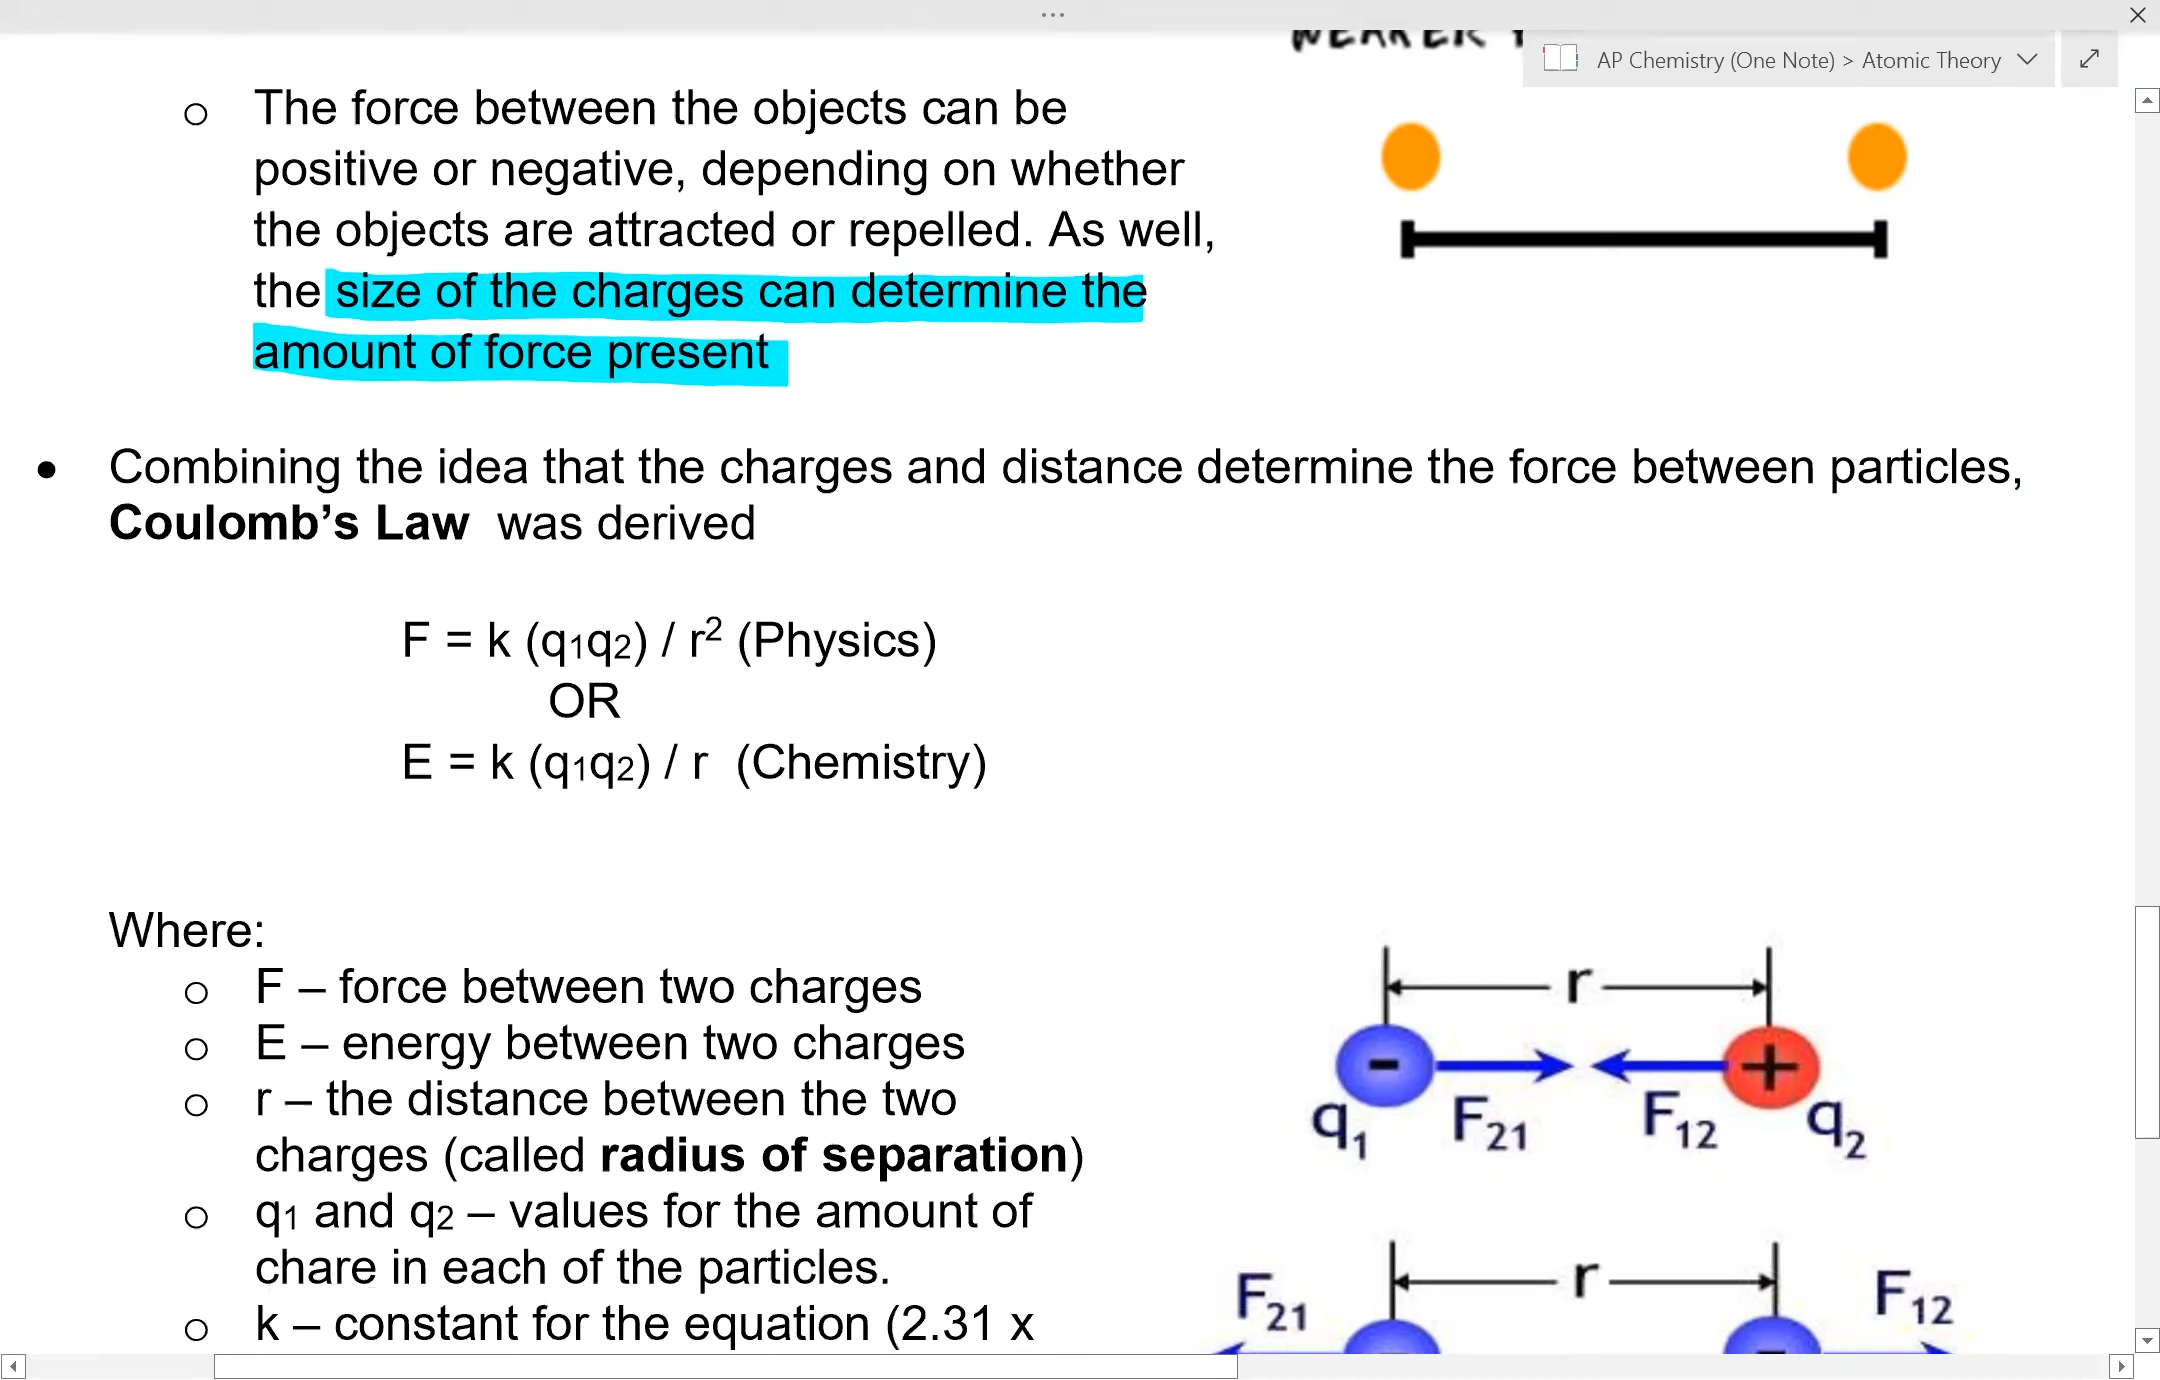 ...
WEAKER
AP Chemistry (One Note) > Atomic Theory
o The force between the objects can be
positive or negative, depending on whether
the objects are attracted or repelled. As well,
the size of the charges can determine the
amount of force present
• Combining the idea that the charges and distance determine the force between particles,
Coulomb’s Law was derived
F = k (q₁q₂) / r² (Physics)
OR
E = k (q₁q₂) / r (Chemistry)
Where:
o F – force between two charges
o E – energy between two charges
o r – the distance between the two
charges (called radius of separation)
o q₁ and q₂ – values for the amount of
chare in each of the particles.
o k – constant for the equation (2.31 x
r
- +
q₁ F₂₁ F₁₂ q₂
r
F₂₁ F₁₂
- -